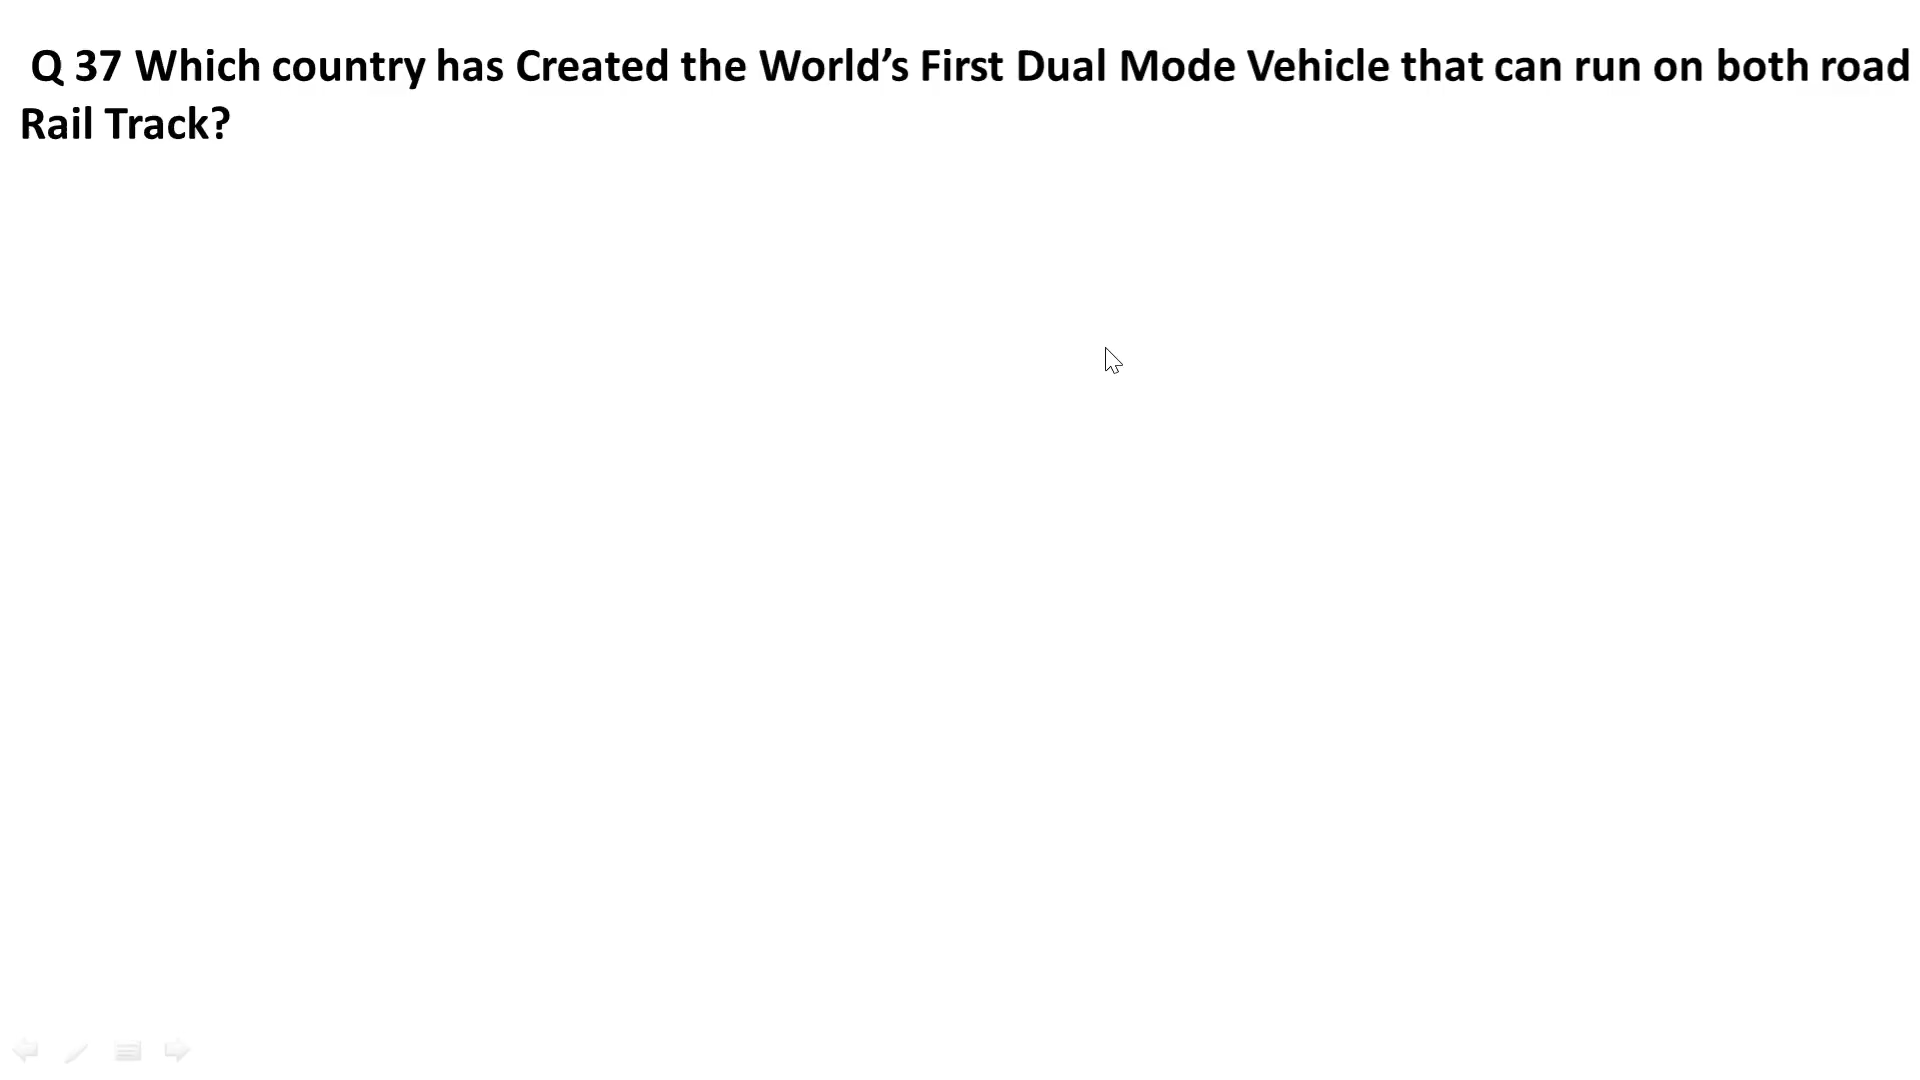 Q 37 Which country has Created the World’s First Dual Mode Vehicle that can run on both road
Rail Track?